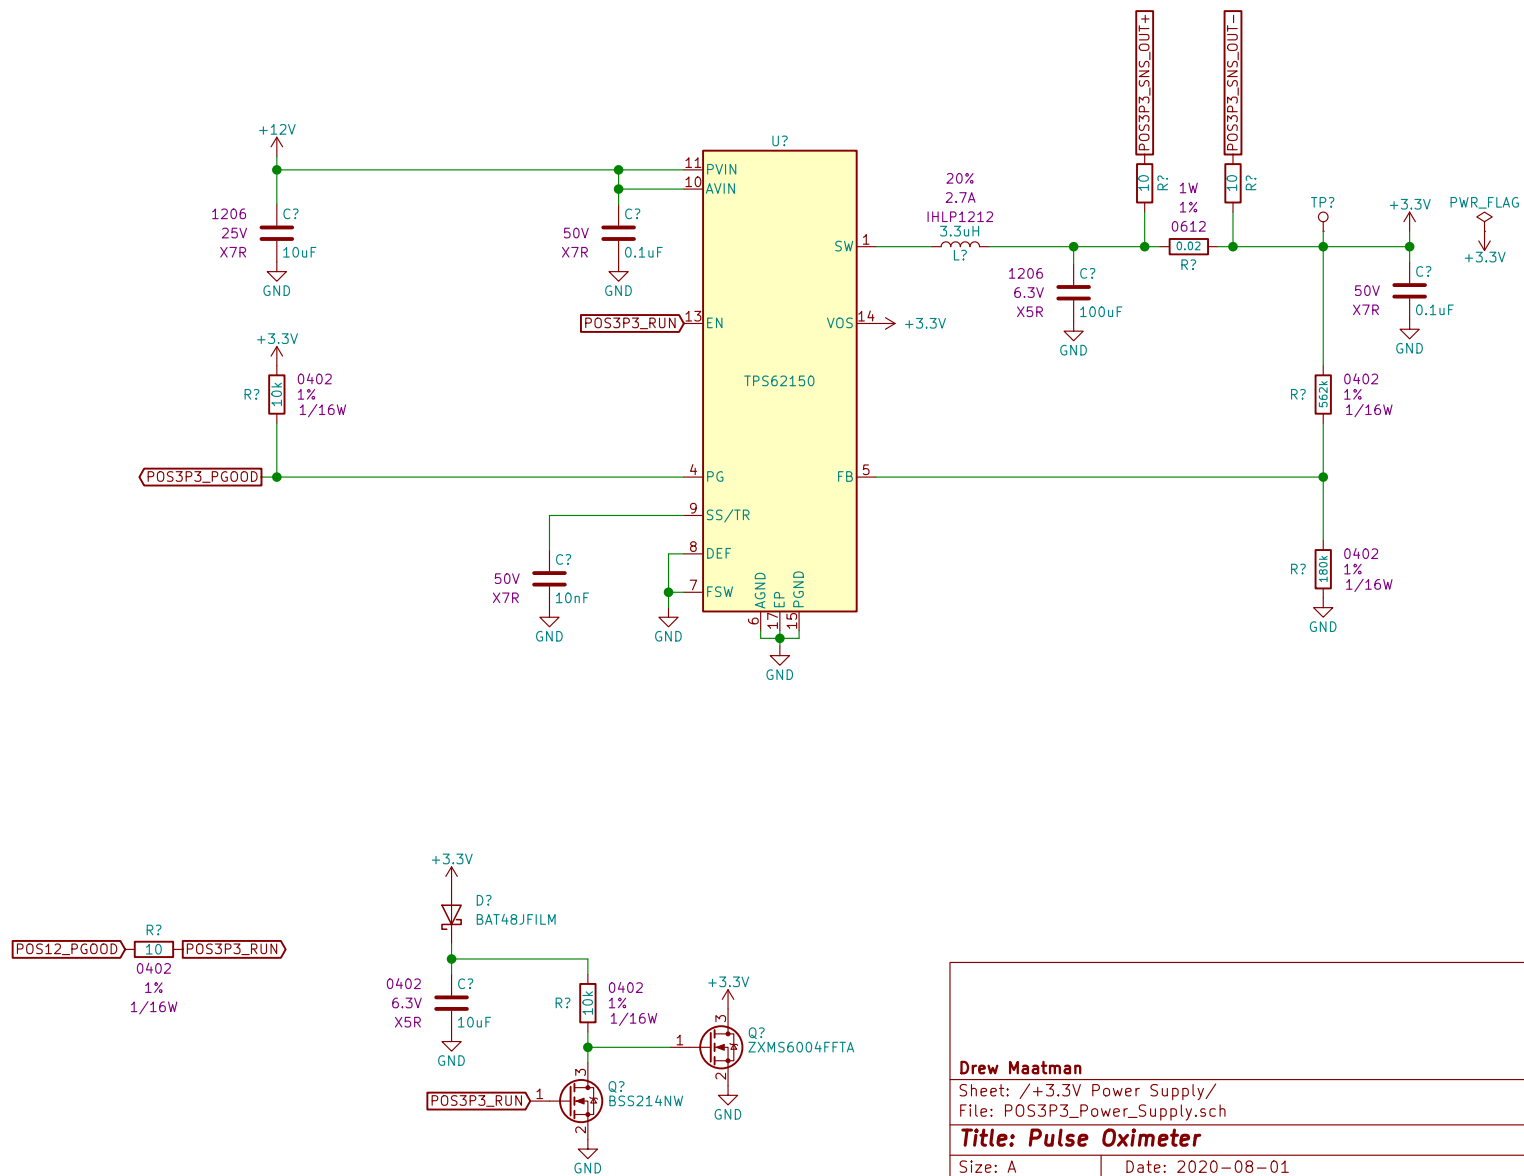 POS3P3_SNS_OUT+
POS3P3_SNS_OUT-
10
R?
10
R?
+12V
1206
25V
X7R
C?
10uF
GND
50V
X7R
C?
0.1uF
GND
U?
11
PVIN
10
AVIN
SW
1
POS3P3_RUN
13
EN
VOS
14
+3.3V
TPS62150
20%
2.7A
IHLP1212
3.3uH
L?
1206
6.3V
X5R
C?
100uF
GND
1W
1%
0612
0.02
R?
TP?
+3.3V
PWR_FLAG
+3.3V
50V
X7R
C?
0.1uF
GND
+3.3V
R?
10k
0402
1%
1/16W
POS3P3_PGOOD
4
PG
FB
5
R?
562k
0402
1%
1/16W
9
SS/TR
8
DEF
7
FSW
50V
X7R
C?
10nF
GND
GND
AGND
EP
PGND
6
17
15
GND
R?
180k
0402
1%
1/16W
GND
POS12_PGOOD
R?
10
POS3P3_RUN
0402
1%
1/16W
+3.3V
D?
BAT48JFILM
0402
6.3V
X5R
C?
10uF
GND
R?
10k
0402
1%
1/16W
+3.3V
1
3
2
Q?
ZXMS6004FFTA
GND
POS3P3_RUN
1
3
2
Q?
BSS214NW
GND
Drew Maatman
Sheet: /+3.3V Power Supply/
File: POS3P3_Power_Supply.sch
Title: Pulse Oximeter
Size: A
Date: 2020-08-01